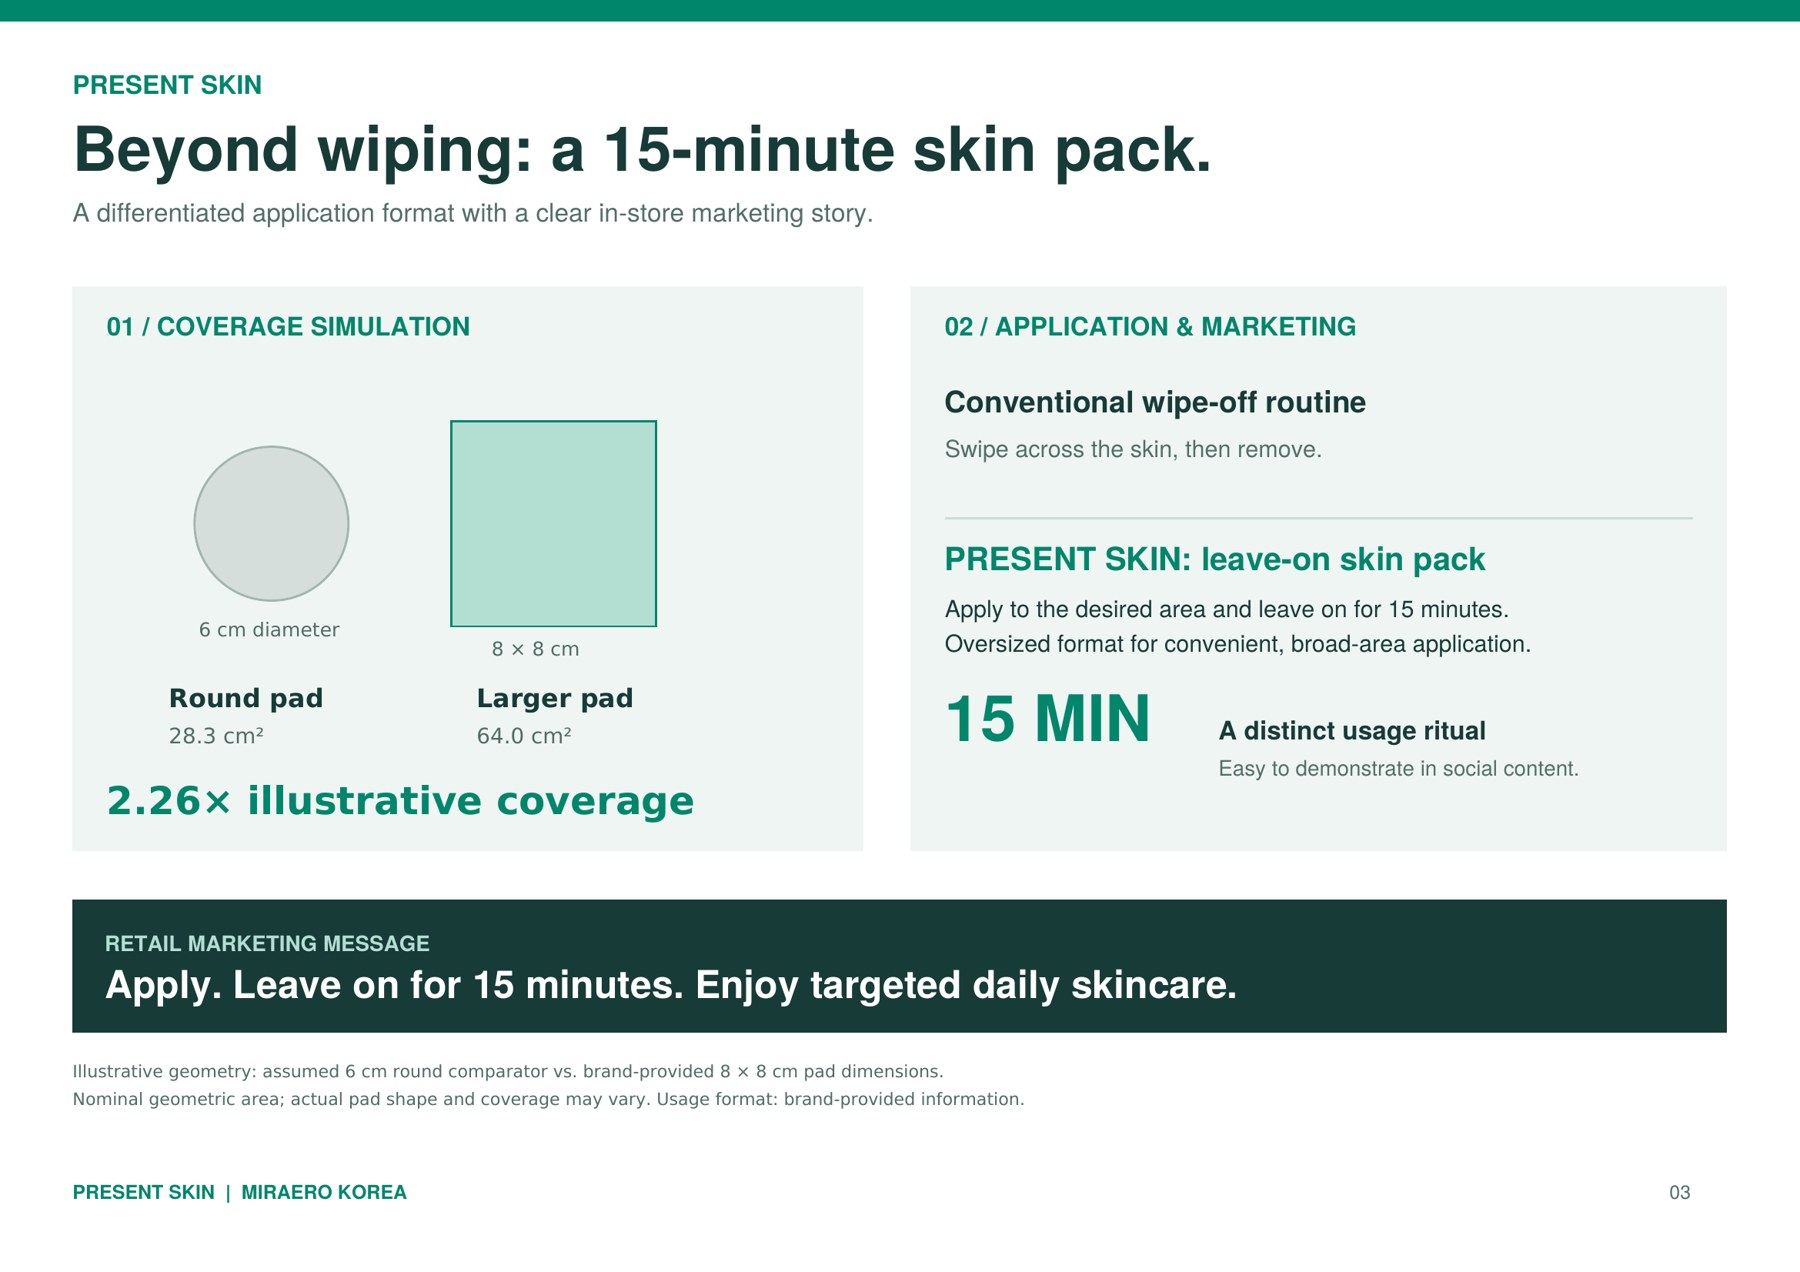 PRESENT SKIN
Beyond wiping: a 15-minute skin pack.
A differentiated application format with a clear in-store marketing story.
01 / COVERAGE SIMULATION
6 cm diameter
8 × 8 cm
Round pad
28.3 cm²
Larger pad
64.0 cm²
2.26× illustrative coverage
02 / APPLICATION & MARKETING
Conventional wipe-off routine
Swipe across the skin, then remove.
PRESENT SKIN: leave-on skin pack
Apply to the desired area and leave on for 15 minutes.
Oversized format for convenient, broad-area application.
15 MIN
A distinct usage ritual
Easy to demonstrate in social content.
RETAIL MARKETING MESSAGE
Apply. Leave on for 15 minutes. Enjoy targeted daily skincare.
Illustrative geometry: assumed 6 cm round comparator vs. brand-provided 8 × 8 cm pad dimensions.
Nominal geometric area; actual pad shape and coverage may vary. Usage format: brand-provided information.
PRESENT SKIN | MIRAERO KOREA
03